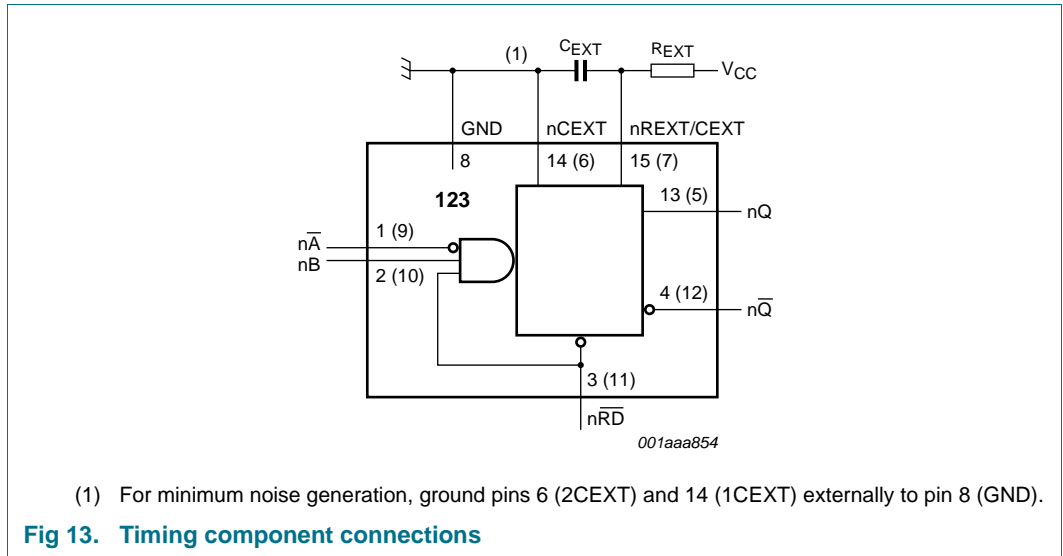 (1) CEXT REXT
VCC
GND nCEXT nREXT/CEXT
8 14 (6) 15 (7)
123 13 (5)
nQ
1 (9)
nA̅
nB
2 (10)
4 (12)
nQ̅
3 (11)
nR̅D̅
001aaa854
(1) For minimum noise generation, ground pins 6 (2CEXT) and 14 (1CEXT) externally to pin 8 (GND).
Fig 13. Timing component connections